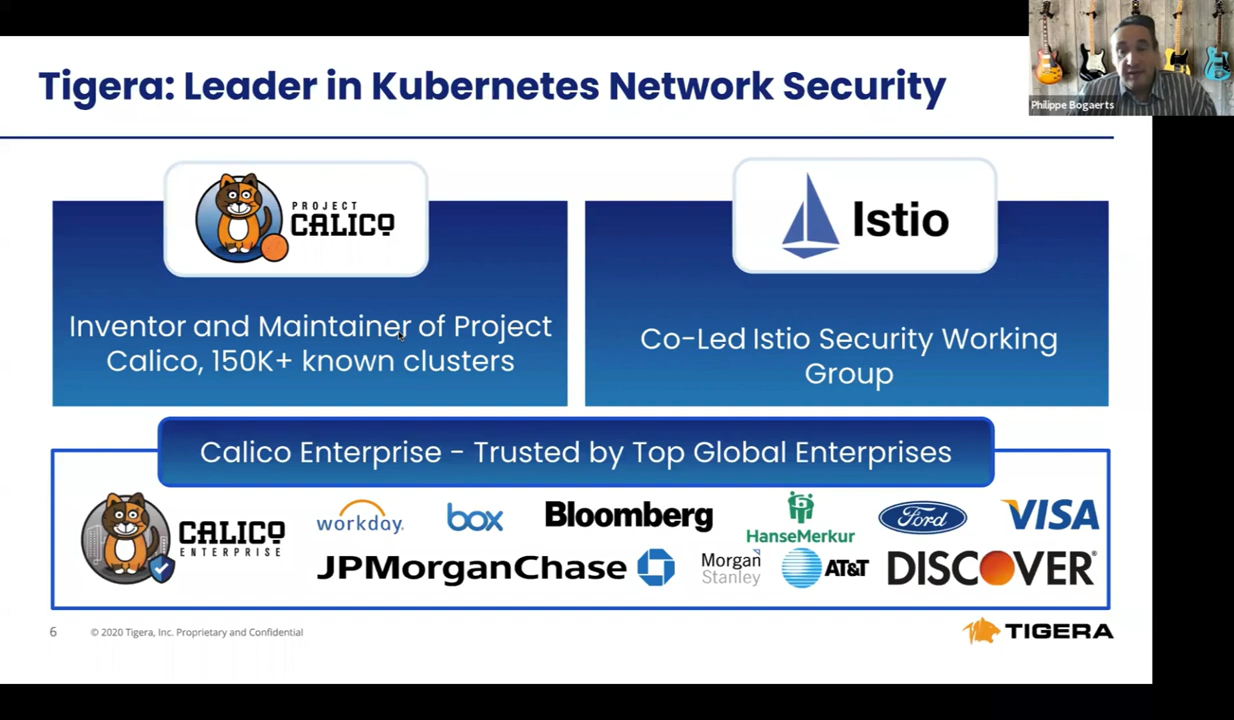 Tigera: Leader in Kubernetes Network Security
Philippe Bogaerts
PROJECT
CALICO
Istio
Inventor and Maintainer of Project
Calico, 150K+ known clusters
Co-Led Istio Security Working
Group
Calico Enterprise - Trusted by Top Global Enterprises
CALICO
ENTERPRISE
workday.
box
Bloomberg
HanseMerkur
Ford
VISA
JPMorganChase
Morgan
Stanley
AT&T
DISCOVER®
6
© 2020 Tigera, Inc. Proprietary and Confidential
TIGERA